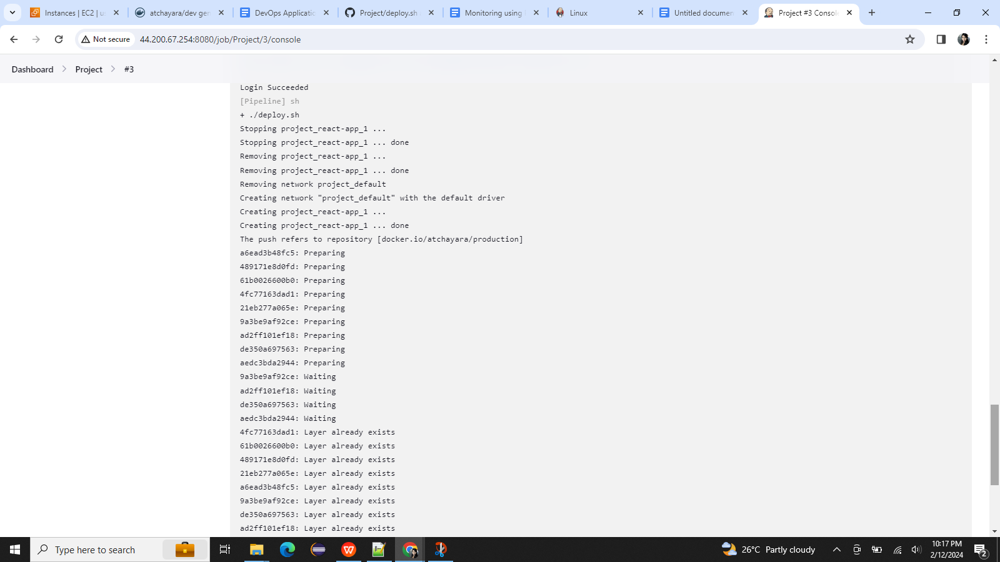 Instances | EC2 | us
atchayara/dev gen
DevOps Applicatio
Project/deploy.sh
Monitoring using
Linux
Untitled documen
Project #3 Consol
Not secure
44.200.67.254:8080/job/Project/3/console
Dashboard
Project
#3
Login Succeeded
[Pipeline] sh
+ ./deploy.sh
Stopping project_react-app_1 ...
Stopping project_react-app_1 ... done
Removing project_react-app_1 ...
Removing project_react-app_1 ... done
Removing network project_default
Creating network "project_default" with the default driver
Creating project_react-app_1 ...
Creating project_react-app_1 ... done
The push refers to repository [docker.io/atchayara/production]
a6ead3b48fc5: Preparing
489171e8d0fd: Preparing
61b0026600b0: Preparing
4fc77163dad1: Preparing
21eb277a065e: Preparing
9a3be9af92ce: Preparing
ad2ff101ef18: Preparing
de350a697563: Preparing
aedc3bda2944: Preparing
9a3be9af92ce: Waiting
ad2ff101ef18: Waiting
de350a697563: Waiting
aedc3bda2944: Waiting
4fc77163dad1: Layer already exists
61b0026600b0: Layer already exists
489171e8d0fd: Layer already exists
21eb277a065e: Layer already exists
a6ead3b48fc5: Layer already exists
9a3be9af92ce: Layer already exists
de350a697563: Layer already exists
ad2ff101ef18: Layer already exists
Type here to search
26°C Partly cloudy
10:17 PM
2/12/2024
2